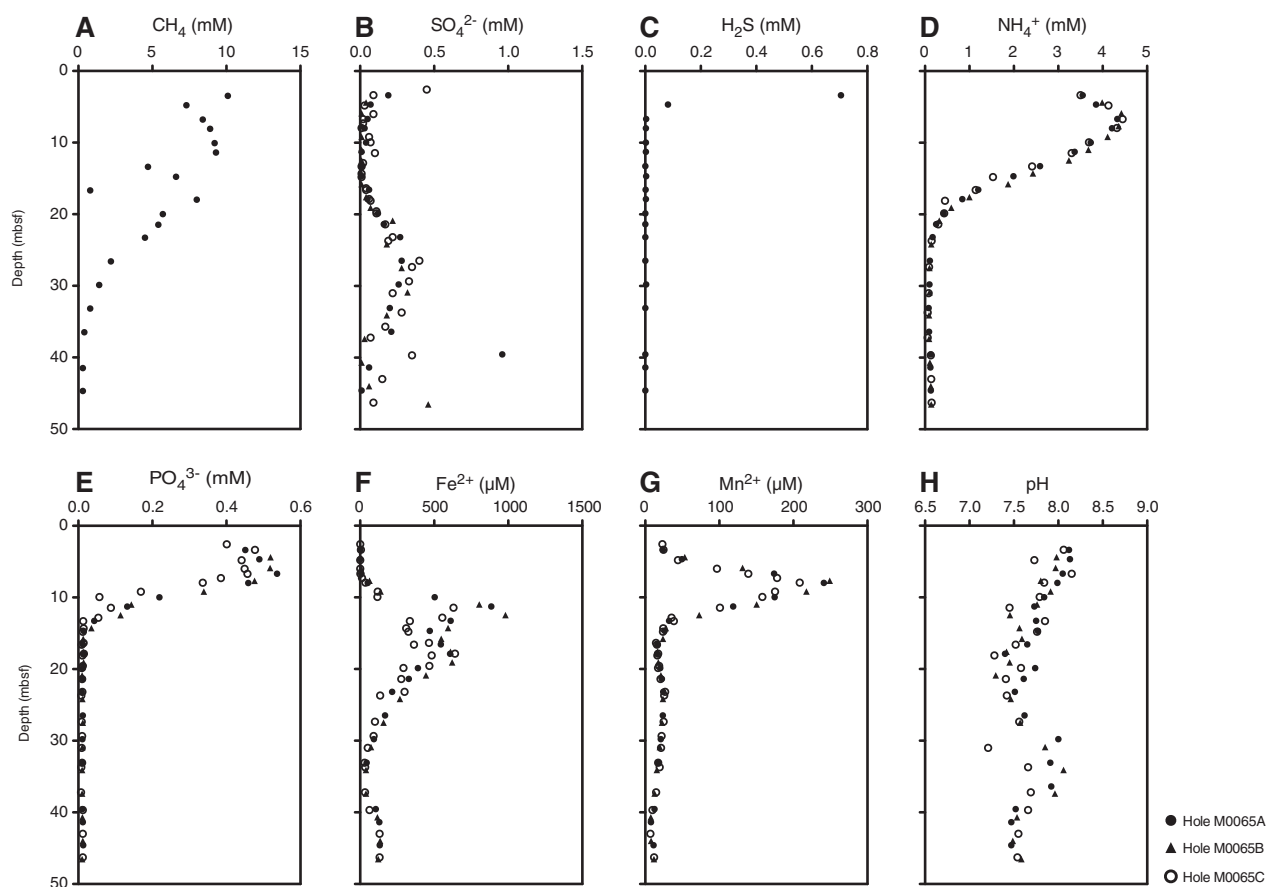 A CH₄ (mM) B SO₄²⁻ (mM) C H₂S (mM) D NH₄⁺ (mM)
0 5 10 15 0.0 0.5 1.0 1.5 0.0 0.2 0.4 0.6 0.8 0 1 2 3 4 5
0
10
20
30
40
50
Depth (mbsf)
E PO₄³⁻ (mM) F Fe²⁺ (μM) G Mn²⁺ (μM) H pH
0.0 0.2 0.4 0.6 0 500 1000 1500 0 100 200 300 6.5 7.0 7.5 8.0 8.5 9.0
0
10
20
30
40
50
Depth (mbsf)
Hole M0065A
Hole M0065B
Hole M0065C